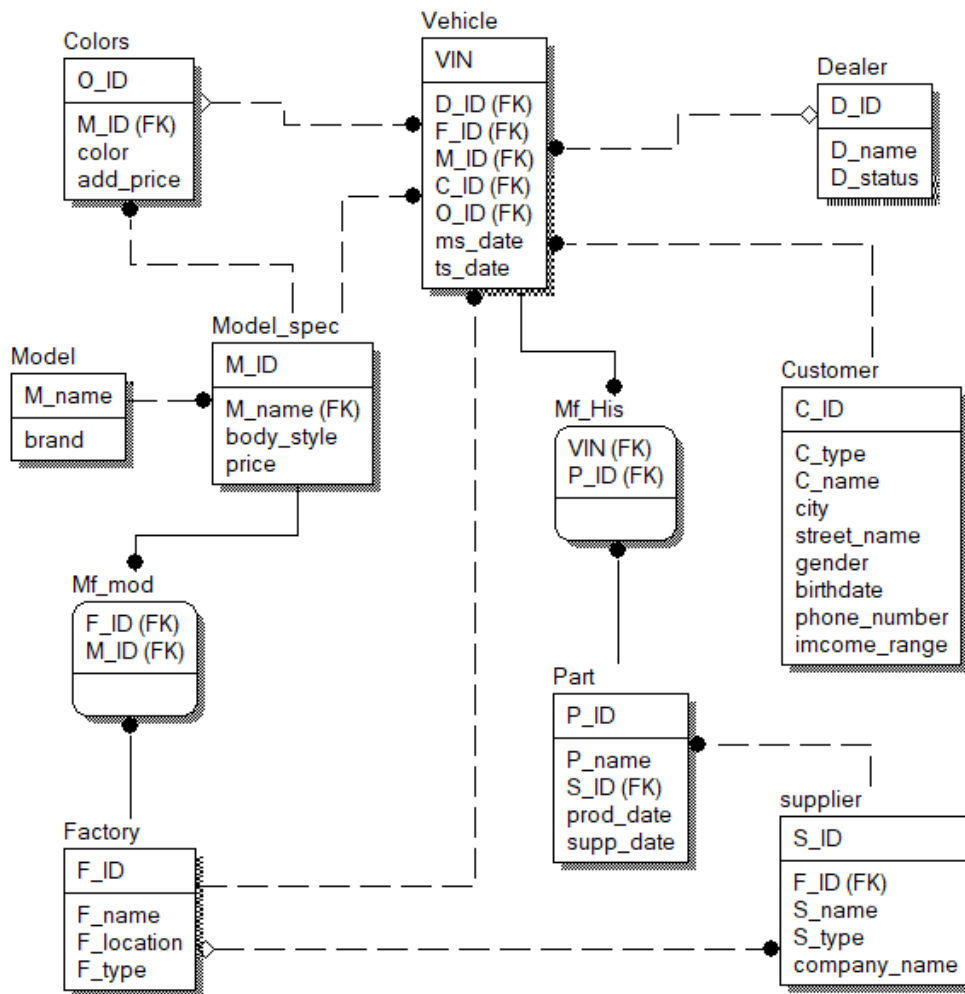 Colors
O_ID
M_ID (FK)
color
add_price
Vehicle
VIN
D_ID (FK)
F_ID (FK)
M_ID (FK)
C_ID (FK)
O_ID (FK)
ms_date
ts_date
Dealer
D_ID
D_name
D_status
Model
M_name
brand
Model_spec
M_ID
M_name (FK)
body_style
price
Mf_His
VIN (FK)
P_ID (FK)
Customer
C_ID
C_type
C_name
city
street_name
gender
birthdate
phone_number
imcome_range
Mf_mod
F_ID (FK)
M_ID (FK)
Part
P_ID
P_name
S_ID (FK)
prod_date
supp_date
Factory
F_ID
F_name
F_location
F_type
supplier
S_ID
F_ID (FK)
S_name
S_type
company_name